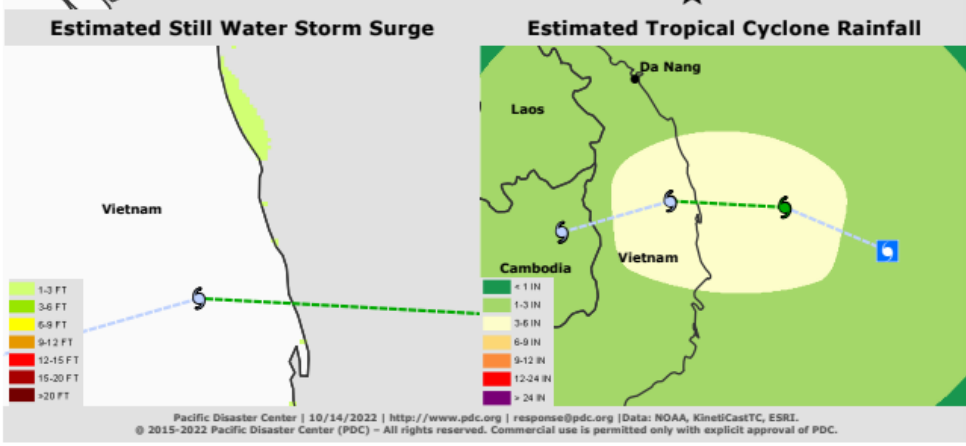 Estimated Still Water Storm Surge
Vietnam
1-3 FT
3-6 FT
6-9 FT
9-12 FT
12-15 FT
15-20 FT
>20 FT
Estimated Tropical Cyclone Rainfall
Da Nang
Laos
Vietnam
Cambodia
< 1 IN
1-3 IN
3-6 IN
6-9 IN
9-12 IN
12-24 IN
> 24 IN
Pacific Disaster Center | 10/14/2022 | http://www.pdc.org | response@pdc.org |Data: NOAA, KinetiCastTC, ESRI.
© 2015-2022 Pacific Disaster Center (PDC) – All rights reserved. Commercial use is permitted only with explicit approval of PDC.